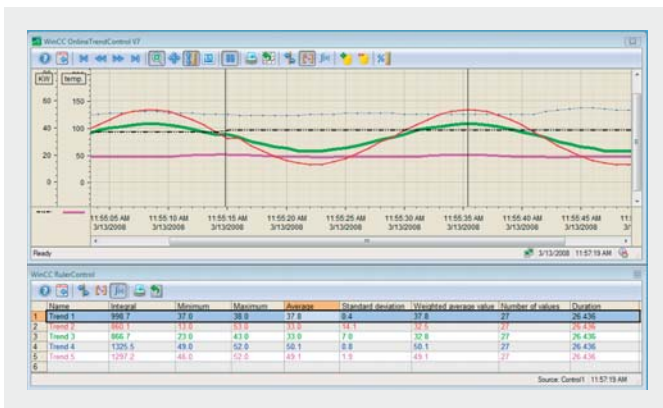 WinCC OnlineTrendControl V7
KW temp.
60 150
40 100
20 50
0 0
11:55:05 AM 11:55:10 AM 11:55:15 AM 11:55:20 AM 11:55:25 AM 11:55:30 AM 11:55:35 AM 11:55:40 AM 11:55:45 AM 11:
3/13/2008 3/13/2008 3/13/2008 3/13/2008 3/13/2008 3/13/2008 3/13/2008 3/13/2008 3/13/2008
Ready 3/13/2008 11:57:19 AM
WinCC RulerControl
Name Integral Minimum Maximum Average Standard deviation Weighted average value Number of values Duration
1 Trend 1 998.7 37.0 38.0 37.8 0.4 37.8 27 26.436
2 Trend 2 860.1 13.0 53.0 33.0 14.1 32.5 27 26.436
3 Trend 3 866.7 23.0 43.0 33.0 7.0 32.8 27 26.436
4 Trend 4 1325.5 49.0 52.0 50.1 0.8 50.1 27 26.436
5 Trend 5 1297.2 46.0 52.0 49.1 1.8 49.1 27 26.436
6
Source: Control1 11:57:19 AM